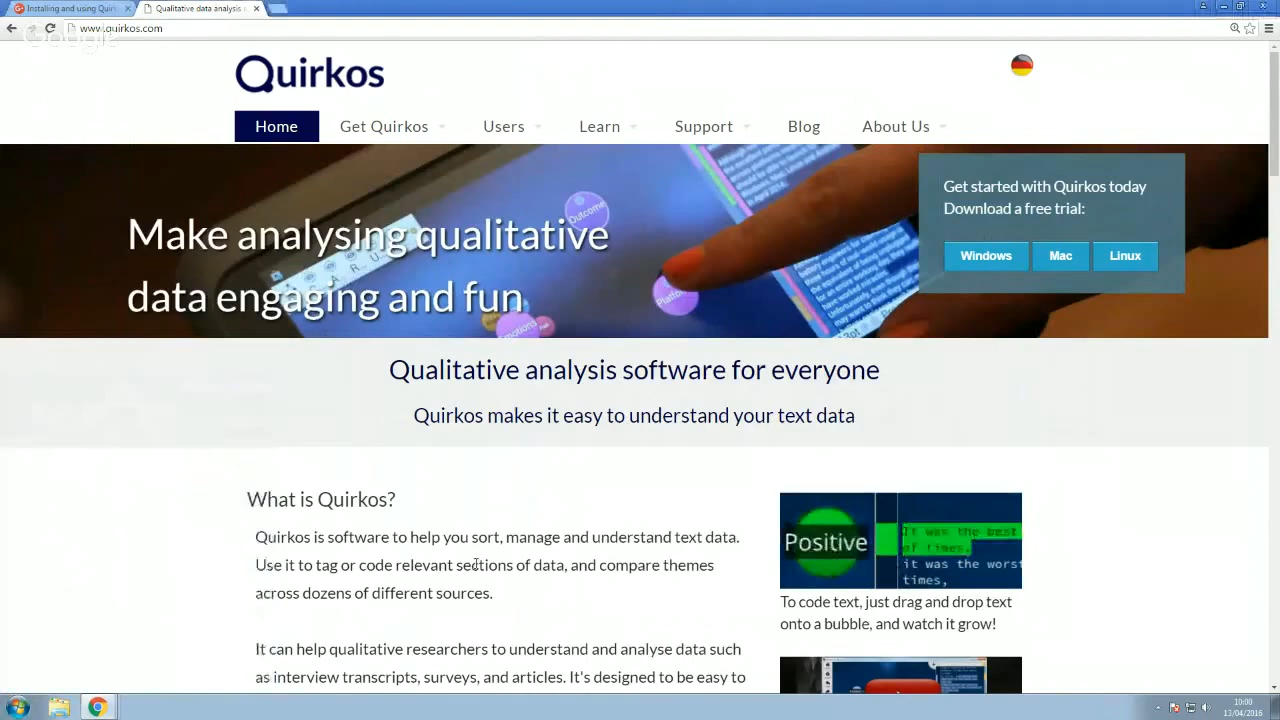 Installing and using Quir
Qualitative data analysis
www.quirkos.com
Google
Quirkos
Home
Get Quirkos
Users
Learn
Support
Blog
About Us
Make analysing qualitative
data engaging and fun
Outcome
Get started with Quirkos today
Download a free trial:
Windows
Mac
Linux
Qualitative analysis software for everyone
Quirkos makes it easy to understand your text data
What is Quirkos?
Quirkos is software to help you sort, manage and understand text data.
Use it to tag or code relevant sections of data, and compare themes
across dozens of different sources.
It can help qualitative researchers to understand and analyse data such
as interview transcripts, surveys, and articles. It's designed to be easy to
Positive
It was the best
of times,
it was the worst
times,
To code text, just drag and drop text
onto a bubble, and watch it grow!
10:00
13/04/2016